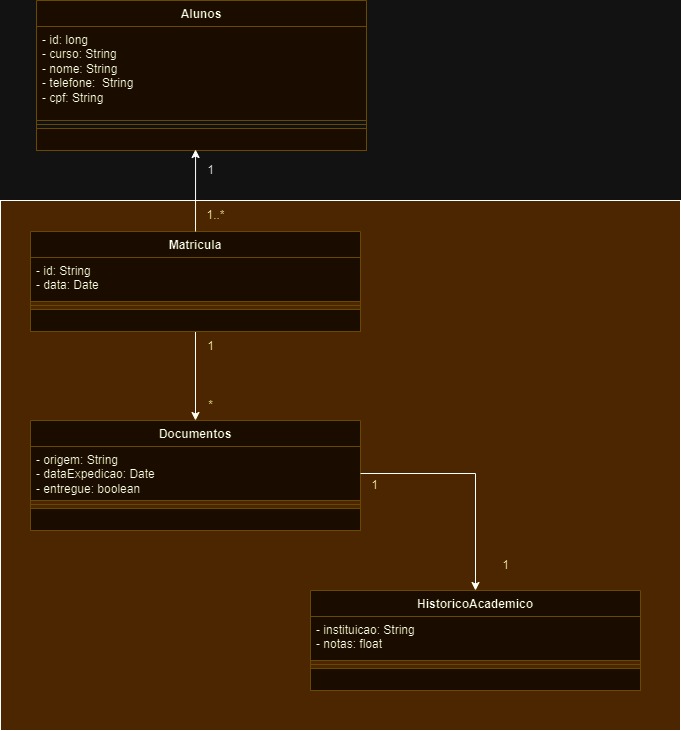 Alunos
- id: long
- curso: String
- nome: String
- telefone:  String
- cpf: String
1
1..*
Matricula
- id: String
- data: Date
1
*
Documentos
- origem: String
- dataExpedicao: Date
- entregue: boolean
1
1
HistoricoAcademico
- instituicao: String
- notas: float